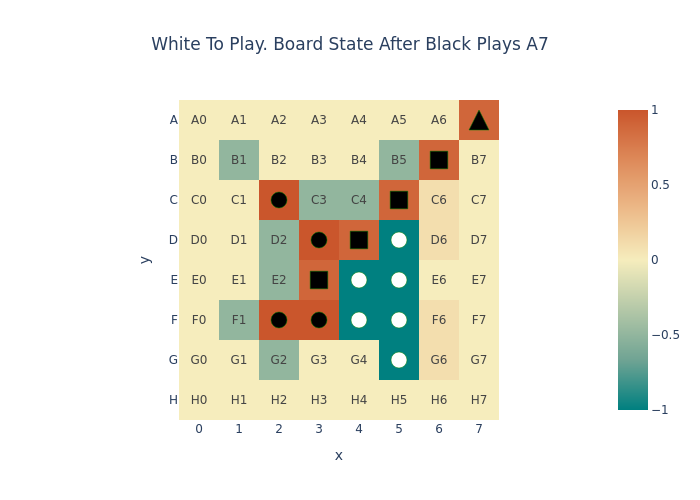 White To Play. Board State After Black Plays A7
A A0 A1 A2 A3 A4 A5 A6 1
B B0 B1 B2 B3 B4 B5 B7
C C0 C1 C3 C4 C6 C7 0.5
D D0 D1 D2 D6 D7
y 0
E E0 E1 E2 E6 E7
F F0 F1 F6 F7 −0.5
G G0 G1 G2 G3 G4 G6 G7
H H0 H1 H2 H3 H4 H5 H6 H7 −1
0 1 2 3 4 5 6 7
x